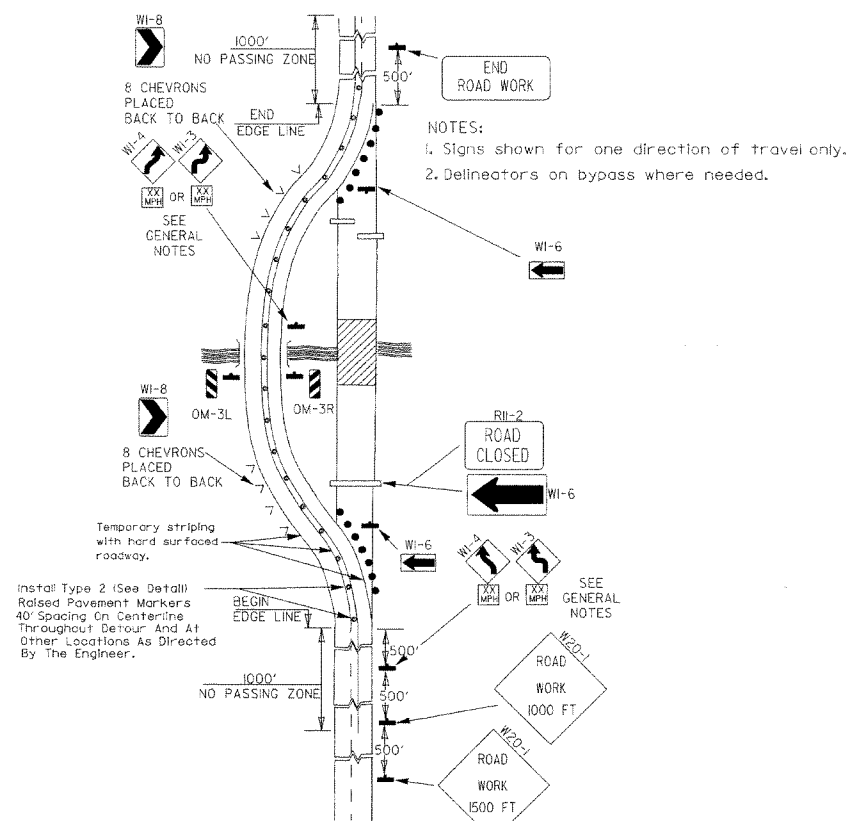 WI-8
8 CHEVRONS
PLACED
BACK TO BACK
1000'
NO PASSING ZONE
500'
END
ROAD WORK
END
EDGE LINE
NOTES:
1. Signs shown for one direction of travel only.
2. Delineators on bypass where needed.
WI-4
WI-3
XX
MPH
OR
XX
MPH
SEE
GENERAL
NOTES
WI-6
OM-3L
OM-3R
WI-8
8 CHEVRONS
PLACED
BACK TO BACK
RII-2
ROAD
CLOSED
WI-6
Temporary striping
with hard surfaced
roadway.
WI-6
WI-4
WI-3
XX
MPH
OR
XX
MPH
SEE
GENERAL
NOTES
Install Type 2 (See Detail)
Raised Pavement Markers
40' Spacing On Centerline
Throughout Detour And At
Other Locations As Directed
By The Engineer.
BEGIN
EDGE LINE
1000'
NO PASSING ZONE
500'
500'
500'
W20-1
ROAD
WORK
1000 FT
W20-1
ROAD
WORK
1500 FT